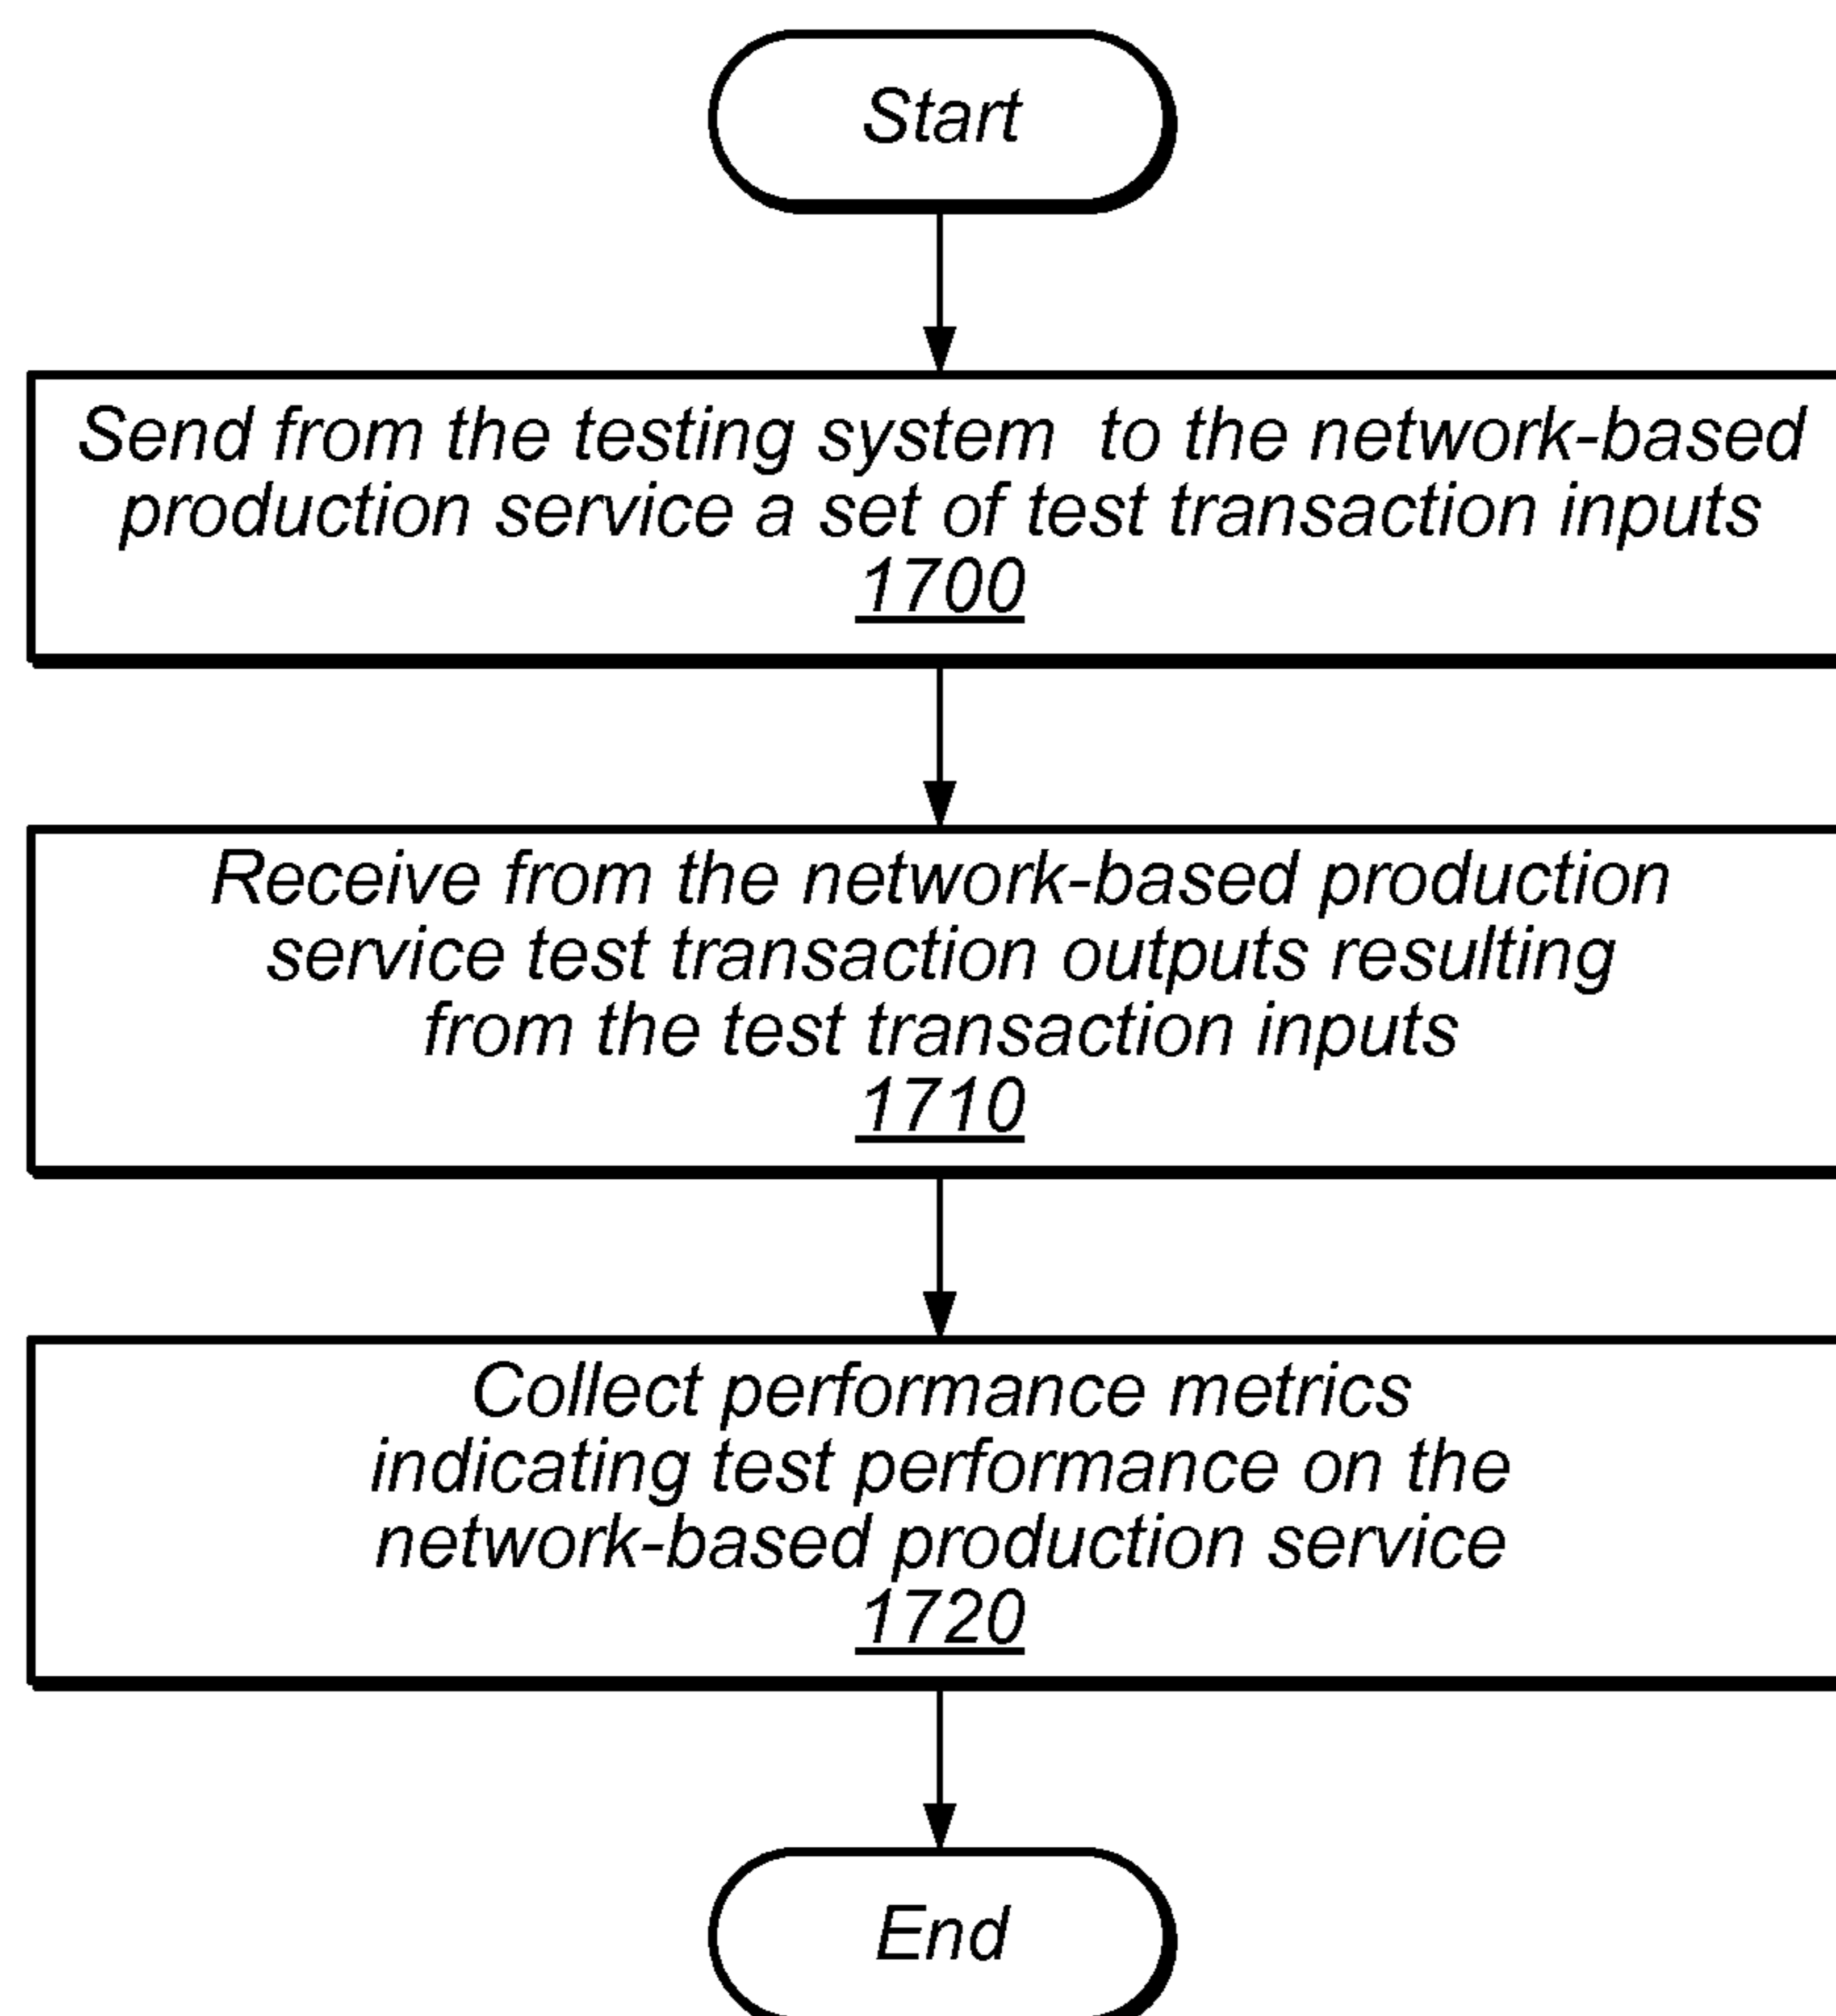 Start
Send from the testing system to the network-based
production service a set of test transaction inputs
1700
Receive from the network-based production
service test transaction outputs resulting
from the test transaction inputs
1710
Collect performance metrics
indicating test performance on the
network-based production service
1720
End